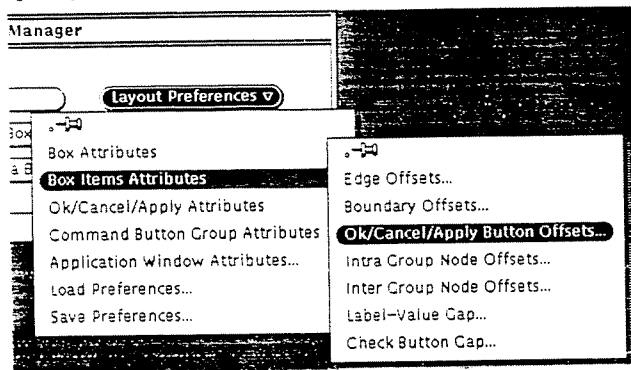 Manager
Layout Preferences
Box
Box Attributes
Box Items Attributes
Ok/Cancel/Apply Attributes
Command Button Group Attributes
Application Window Attributes...
Load Preferences...
Save Preferences...
Edge Offsets...
Boundary Offsets...
Ok/Cancel/Apply Button Offsets...
Intra Group Node Offsets...
Inter Group Node Offsets...
Label-Value Gap...
Check Button Gap...